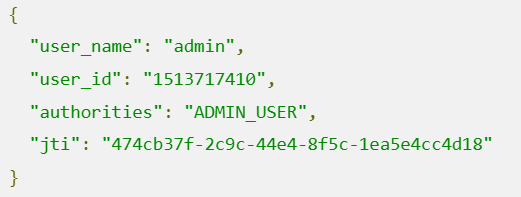 {
"user_name": "admin",
"user_id": "1513717410",
"authorities": "ADMIN_USER",
"jti": "474cb37f-2c9c-44e4-8f5c-1ea5e4cc4d18"
}